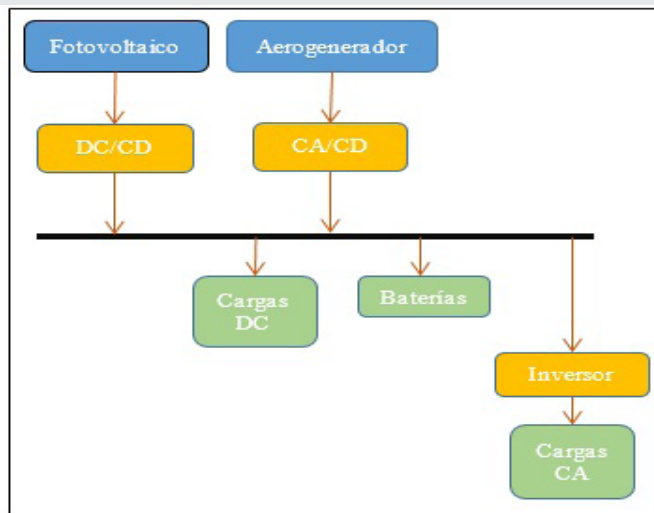 Fotovoltaico
Aerogenerador
DC/CD
CA/CD
Cargas
DC
Baterías
Inversor
Cargas
CA